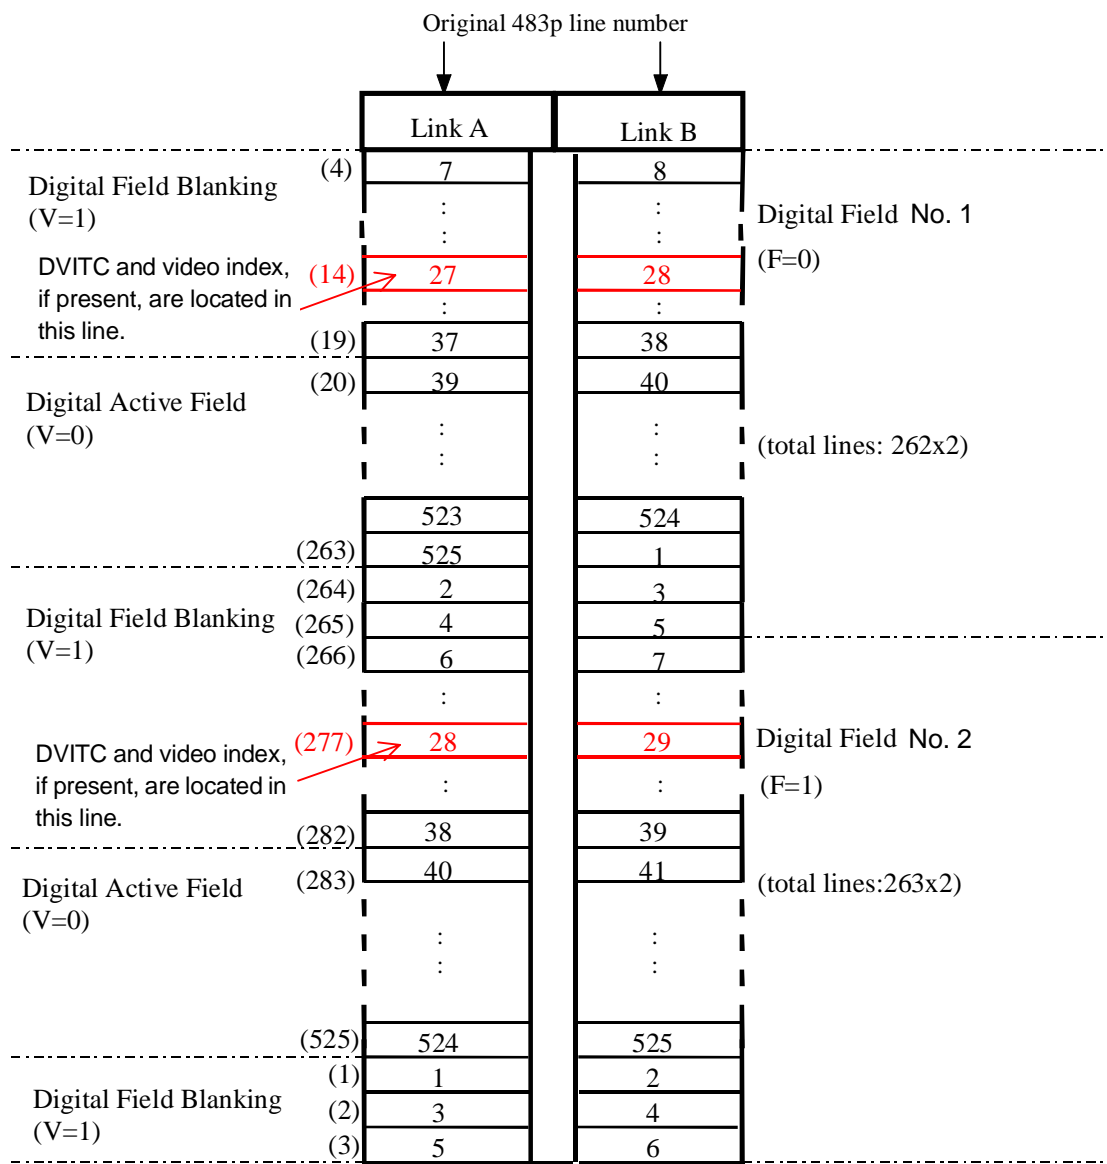 Original 483p line number
Link A Link B
(4) 7 8
Digital Field Blanking
(V=1)
: :
: :
Digital Field No. 1
(F=0)
DVITC and video index,
if present, are located in
this line.
(14) 27 28
: :
(19) 37 38
(20) 39 40
Digital Active Field
(V=0)
: :
: :
(total lines: 262x2)
523 524
(263) 525 1
(264) 2 3
Digital Field Blanking
(V=1)
(265) 4 5
(266) 6 7
: :
DVITC and video index,
if present, are located in
this line.
(277) 28 29
Digital Field No. 2
(F=1)
: :
(282) 38 39
(283) 40 41
Digital Active Field
(V=0)
(total lines:263x2)
: :
: :
(525) 524 525
(1) 1 2
Digital Field Blanking
(V=1)
(2) 3 4
(3) 5 6